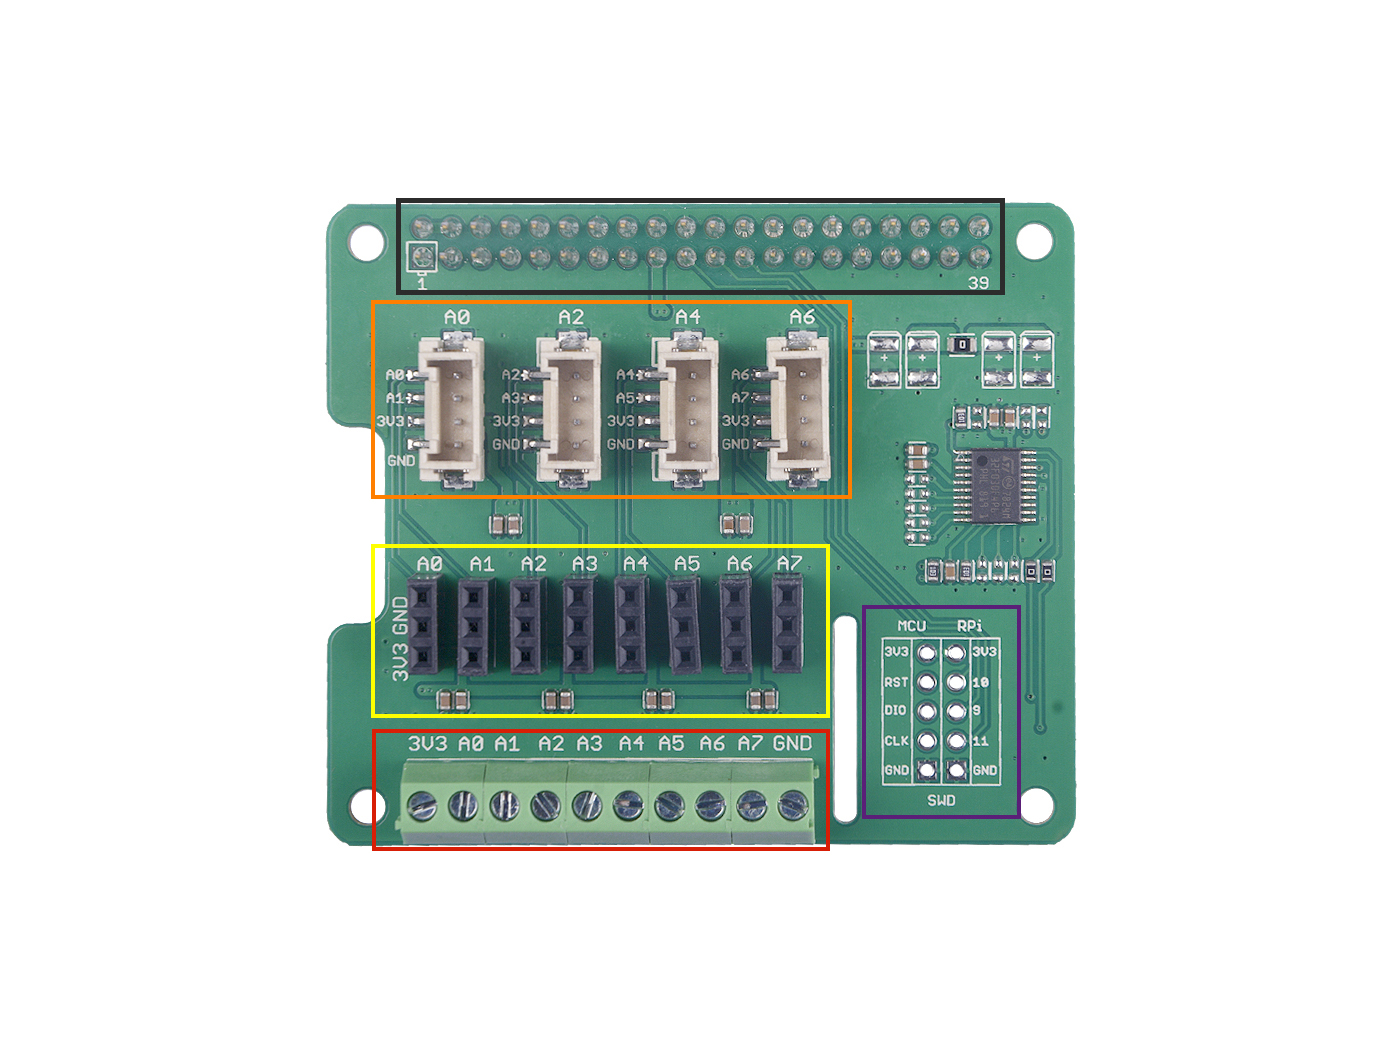 1 39
A0 A2 A4 A6
A0 A2 A4 A6
A1 A3 A5 A7
3V3 3V3 3V3 3V3
GND GND GND GND
A0 A1 A2 A3 A4 A5 A6 A7
3V3 GND
MCU RPi
3V3 3V3
RST 10
DIO 9
CLK 11
GND GND
SWD
3V3 A0 A1 A2 A3 A4 A5 A6 A7 GND